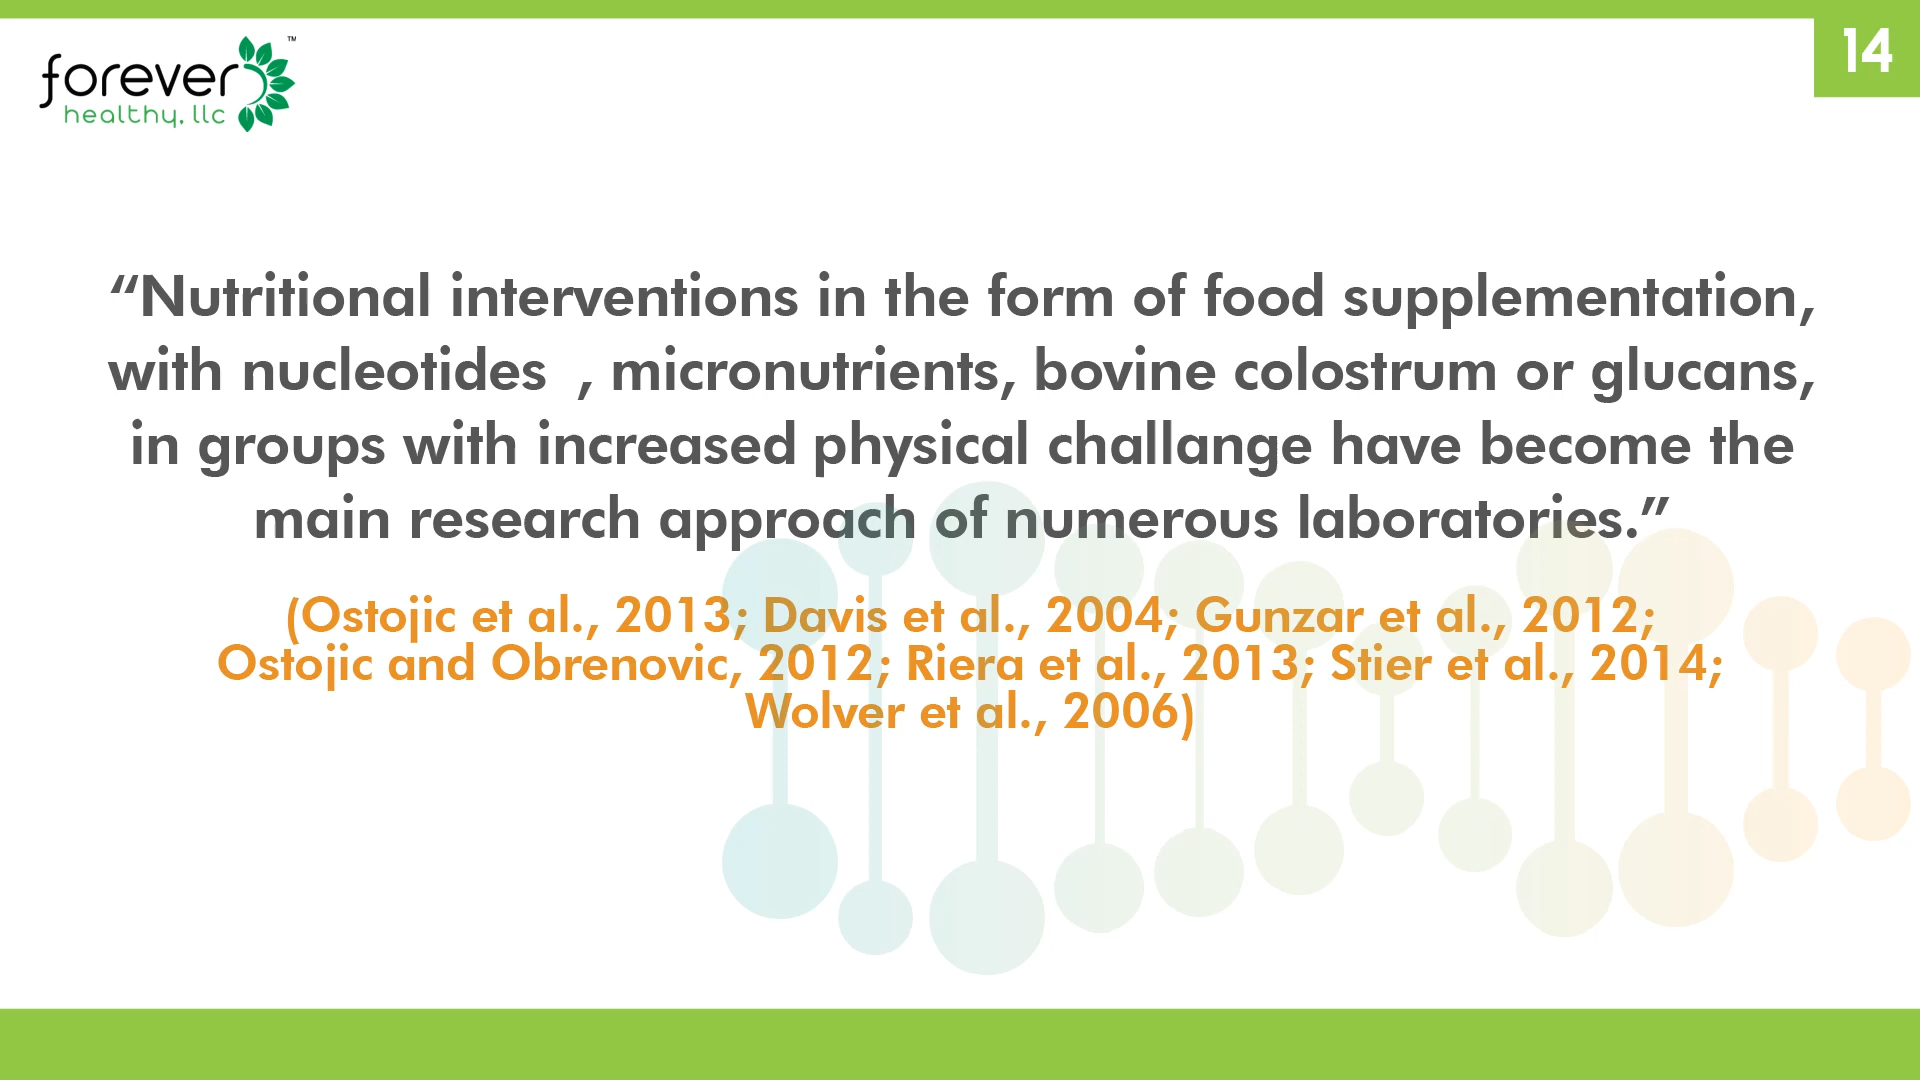 forever™
healthy, llc
14
“Nutritional interventions in the form of food supplementation,
with nucleotides , micronutrients, bovine colostrum or glucans,
in groups with increased physical challange have become the
main research approach of numerous laboratories.”
(Ostojic et al., 2013; Davis et al., 2004; Gunzar et al., 2012;
Ostojic and Obrenovic, 2012; Riera et al., 2013; Stier et al., 2014;
Wolver et al., 2006)